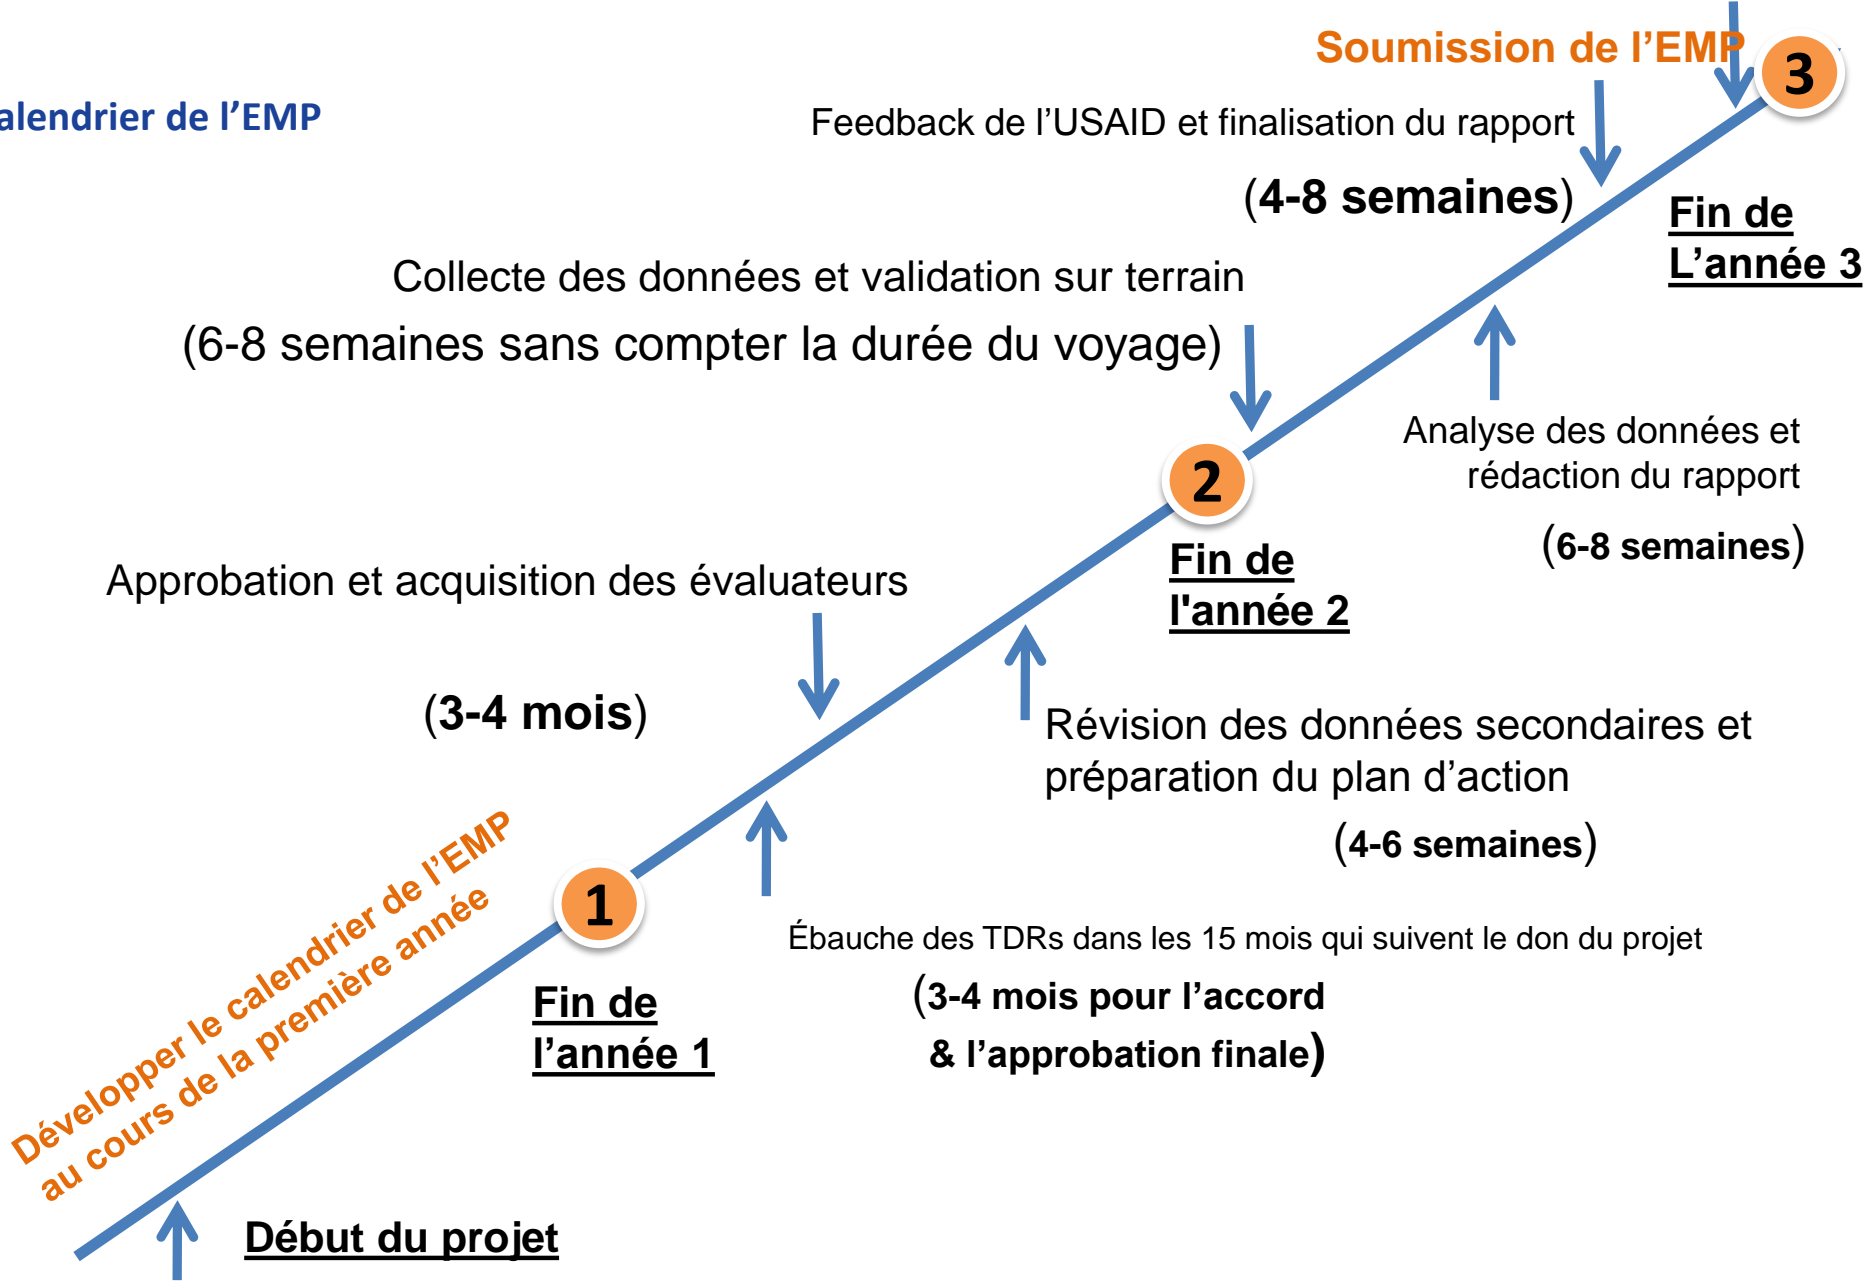 alendrier de l’EMP
Soumission de l’EMP
3
Feedback de l’USAID et finalisation du rapport
(4-8 semaines)
Fin de
L’année 3
Collecte des données et validation sur terrain
(6-8 semaines sans compter la durée du voyage)
Analyse des données et
rédaction du rapport
(6-8 semaines)
2
Fin de
l'année 2
Approbation et acquisition des évaluateurs
(3-4 mois)
Révision des données secondaires et
préparation du plan d’action
(4-6 semaines)
Développer le calendrier de l’EMP
au cours de la première année
1
Fin de
l’année 1
Ébauche des TDRs dans les 15 mois qui suivent le don du projet
(3-4 mois pour l’accord
& l’approbation finale)
Début du projet